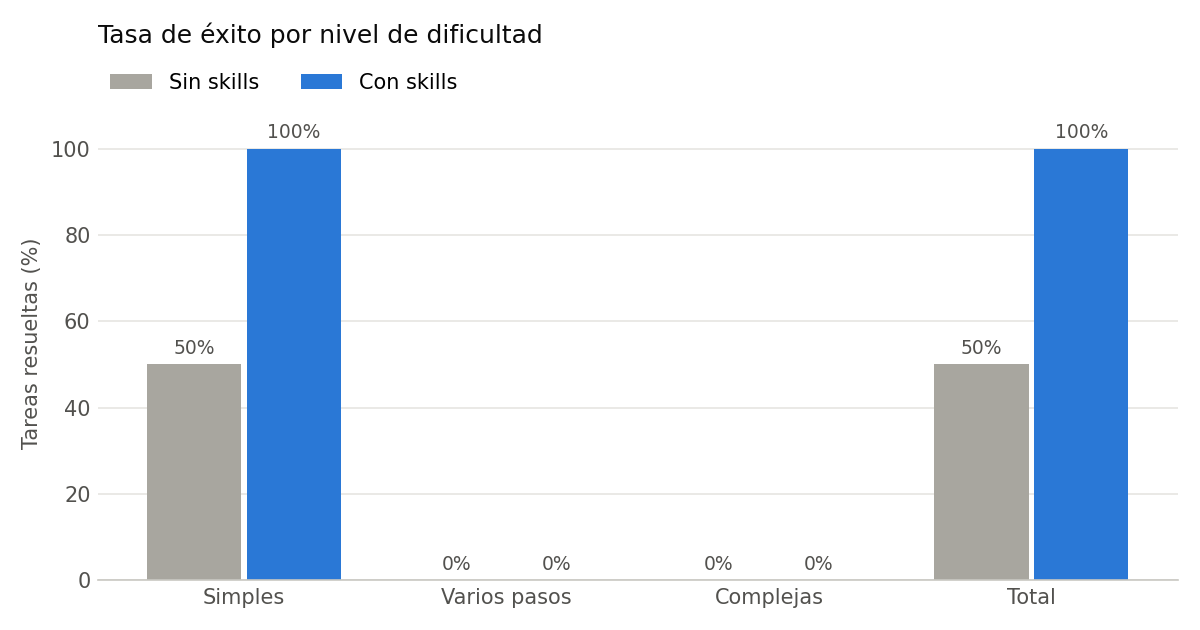 Tasa de éxito por nivel de dificultad
Sin skills Con skills
100% 100%
100
80
60
50% 50%
40
20
0% 0% 0% 0%
0
Simples Varios pasos Complejas Total
Tareas resueltas (%)